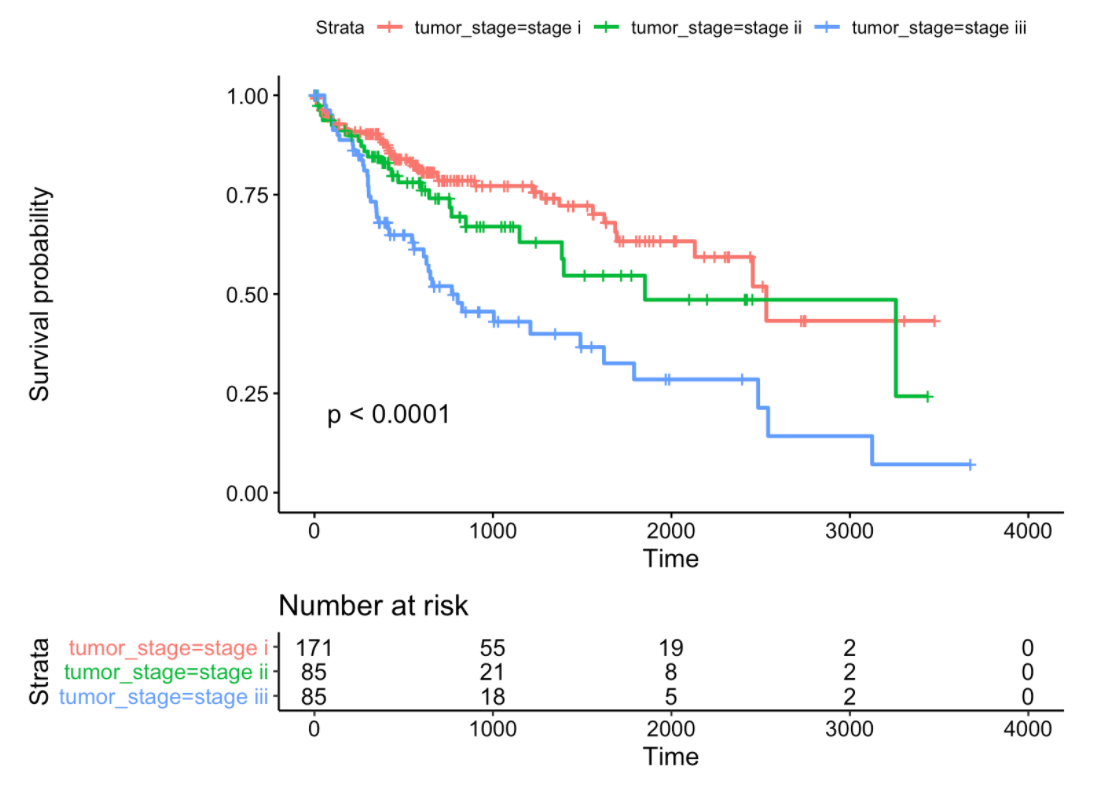 Strata tumor_stage=stage i tumor_stage=stage ii tumor_stage=stage iii
Survival probability
1.00
0.75
0.50
0.25
0.00
p < 0.0001
0 1000 2000 3000 4000
Time
Number at risk
Strata
tumor_stage=stage i 171 55 19 2 0
tumor_stage=stage ii 85 21 8 2 0
tumor_stage=stage iii 85 18 5 2 0
0 1000 2000 3000 4000
Time